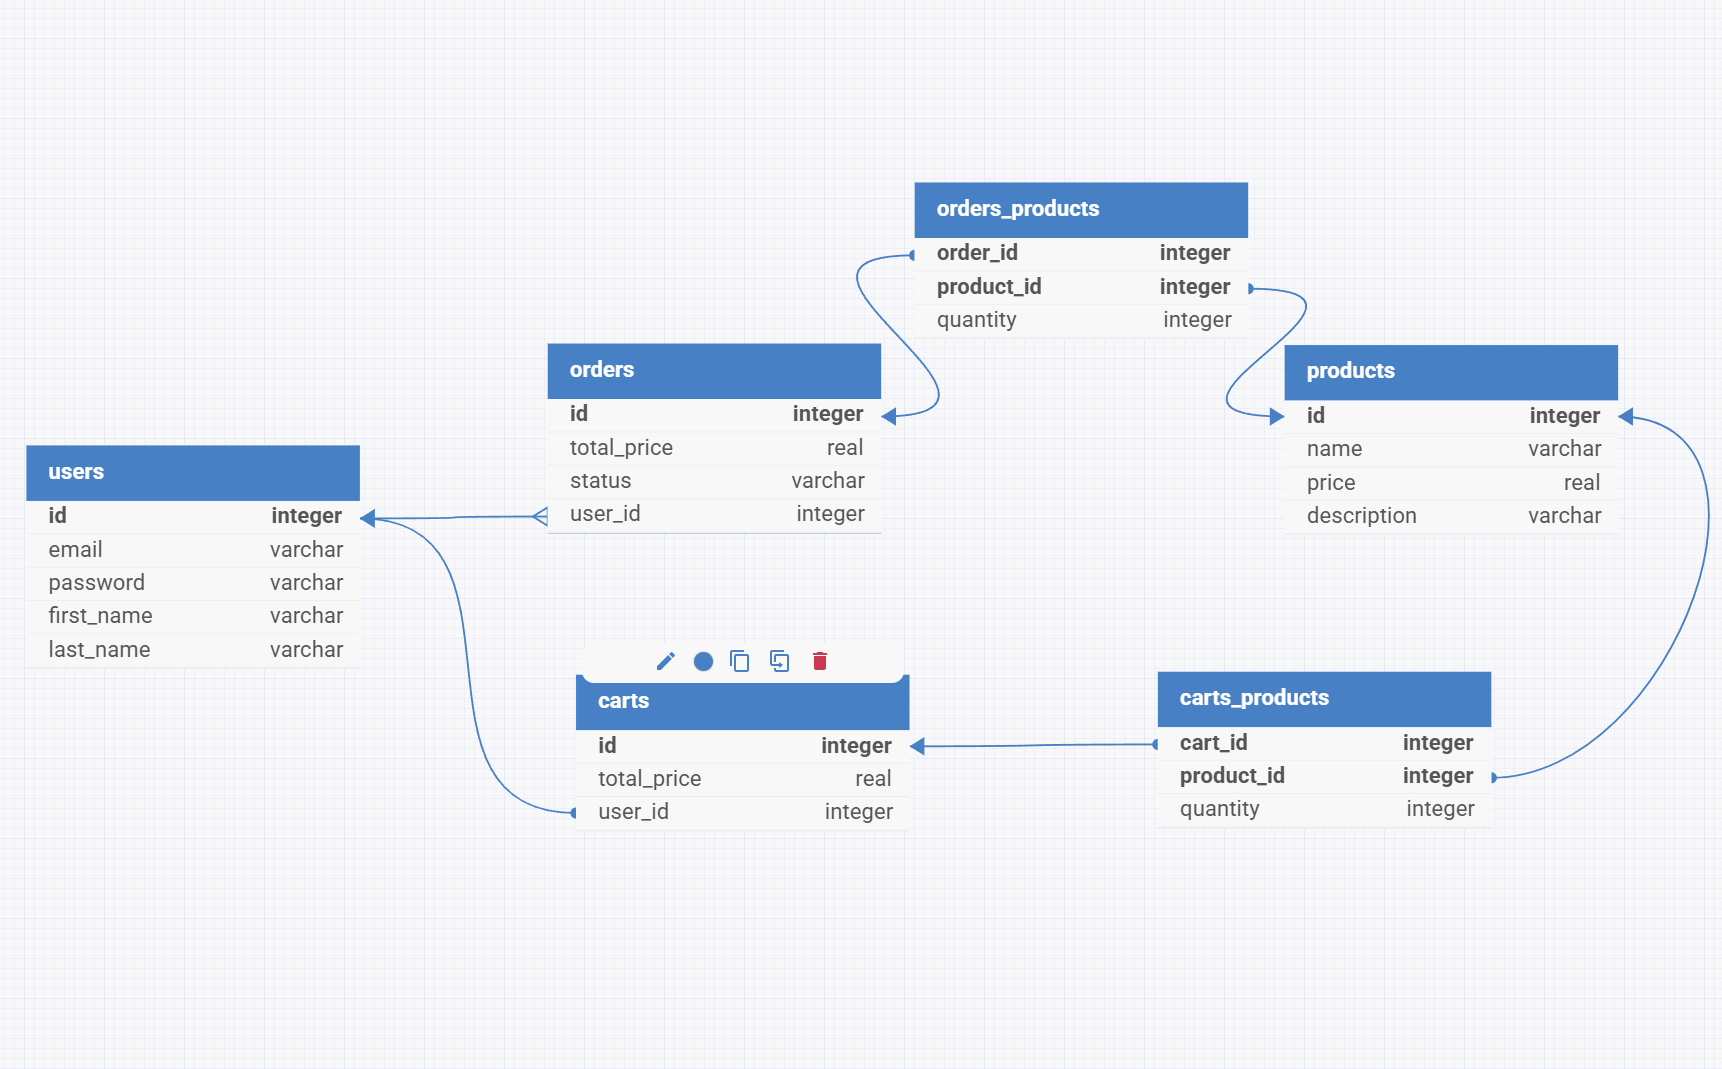 orders_products
order_id integer
product_id integer
quantity integer
orders
id integer
total_price real
status varchar
user_id integer
products
id integer
name varchar
price real
description varchar
users
id integer
email varchar
password varchar
first_name varchar
last_name varchar
carts
id integer
total_price real
user_id integer
carts_products
cart_id integer
product_id integer
quantity integer